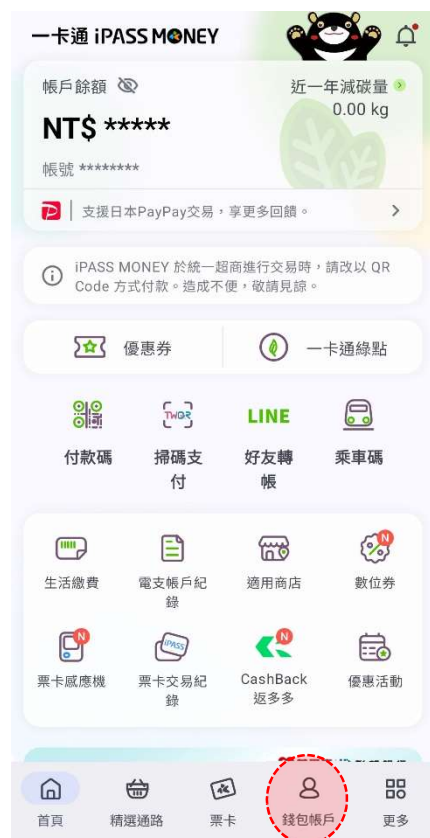 一卡通 iPASS MONEY
帳戶餘額
近一年減碳量
0.00 kg
NT$ *****
帳號 ********
支援日本PayPay交易，享更多回饋。
iPASS MONEY 於統一超商進行交易時，請改以 QR
Code 方式付款。造成不便，敬請見諒。
優惠券
一卡通綠點
TWQR
LINE
付款碼
掃碼支
付
好友轉
帳
乘車碼
N
生活繳費
電支帳戶紀
錄
適用商店
數位券
N
iPASS
N
票卡感應機
票卡交易紀
錄
CashBack
返多多
優惠活動
首頁
精選通路
票卡
錢包帳戶
更多